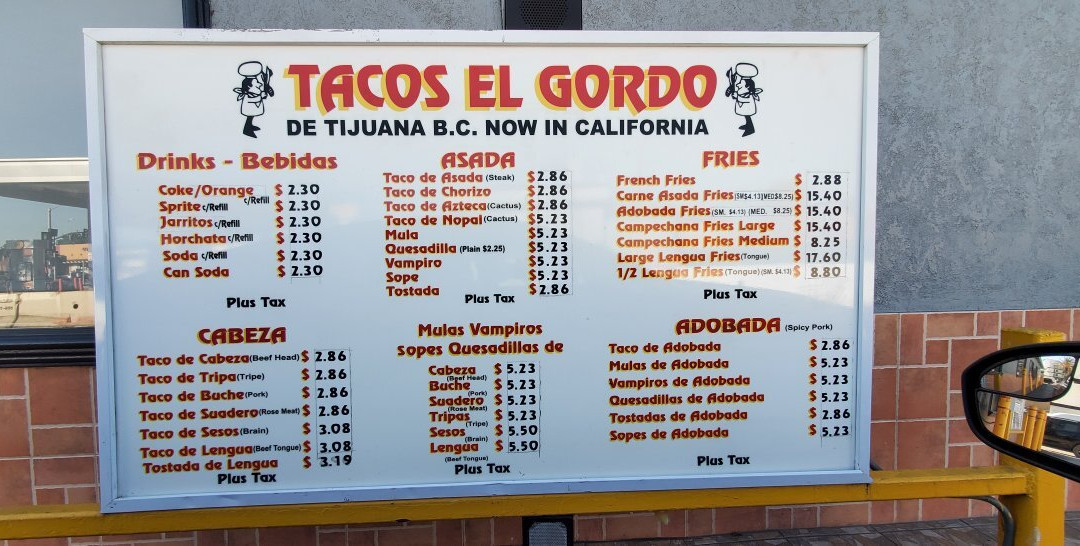 TACOS EL GORDO
DE TIJUANA B.C. NOW IN CALIFORNIA
Drinks - Bebidas
Coke/Orange c/Refill $ 2.30
Sprite c/Refill $ 2.30
Jarritos c/Refill $ 2.30
Horchata c/Refill $ 2.30
Soda c/Refill $ 2.30
Can Soda $ 2.30
Plus Tax
ASADA
Taco de Asada (Steak) $2.86
Taco de Chorizo $2.86
Taco de Azteca (Cactus) $2.86
Taco de Nopal (Cactus) $5.23
Mula $5.23
Quesadilla (Plain $2.25) $5.23
Vampiro $5.23
Sope $5.23
Tostada $2.86
Plus Tax
FRIES
French Fries $ 2.88
Carne Asada Fries (SM$4.13)(MED$8.25) $ 15.40
Adobada Fries (SM. $4.13) (MED. $8.25) $ 15.40
Campechana Fries Large $ 15.40
Campechana Fries Medium $ 8.25
Large Lengua Fries (Tongue) $ 17.60
1/2 Lengua Fries (Tongue) (SM. $4.13) $ 8.80
Plus Tax
CABEZA
Taco de Cabeza (Beef Head) $ 2.86
Taco de Tripa (Tripe) $ 2.86
Taco de Buche (Pork) $ 2.86
Taco de Suadero (Rose Meat) $ 2.86
Taco de Sesos (Brain) $ 3.08
Taco de Lengua (Beef Tongue) $ 3.08
Tostada de Lengua $ 3.19
Plus Tax
Mulas Vampiros
sopes Quesadillas de
Cabeza $ 5.23
(Beef Head)
Buche $ 5.23
(Pork)
Suadero $ 5.23
(Rose Meat)
Tripas $ 5.23
(Tripe)
Sesos $ 5.50
(Brain)
Lengua $ 5.50
(Beef Tongue)
Plus Tax
ADOBADA (Spicy Pork)
Taco de Adobada $ 2.86
Mulas de Adobada $ 5.23
Vampiros de Adobada $ 5.23
Quesadillas de Adobada $ 5.23
Tostadas de Adobada $ 2.86
Sopes de Adobada $ 5.23
Plus Tax